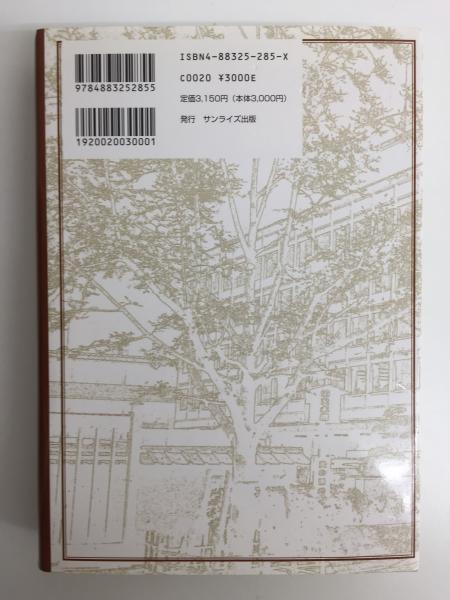 ISBN4-88325-285-X
C0020 ¥3000E
定価3,150円(本体3,000円)
発行 サンライズ出版
9784883252855
1920020030001